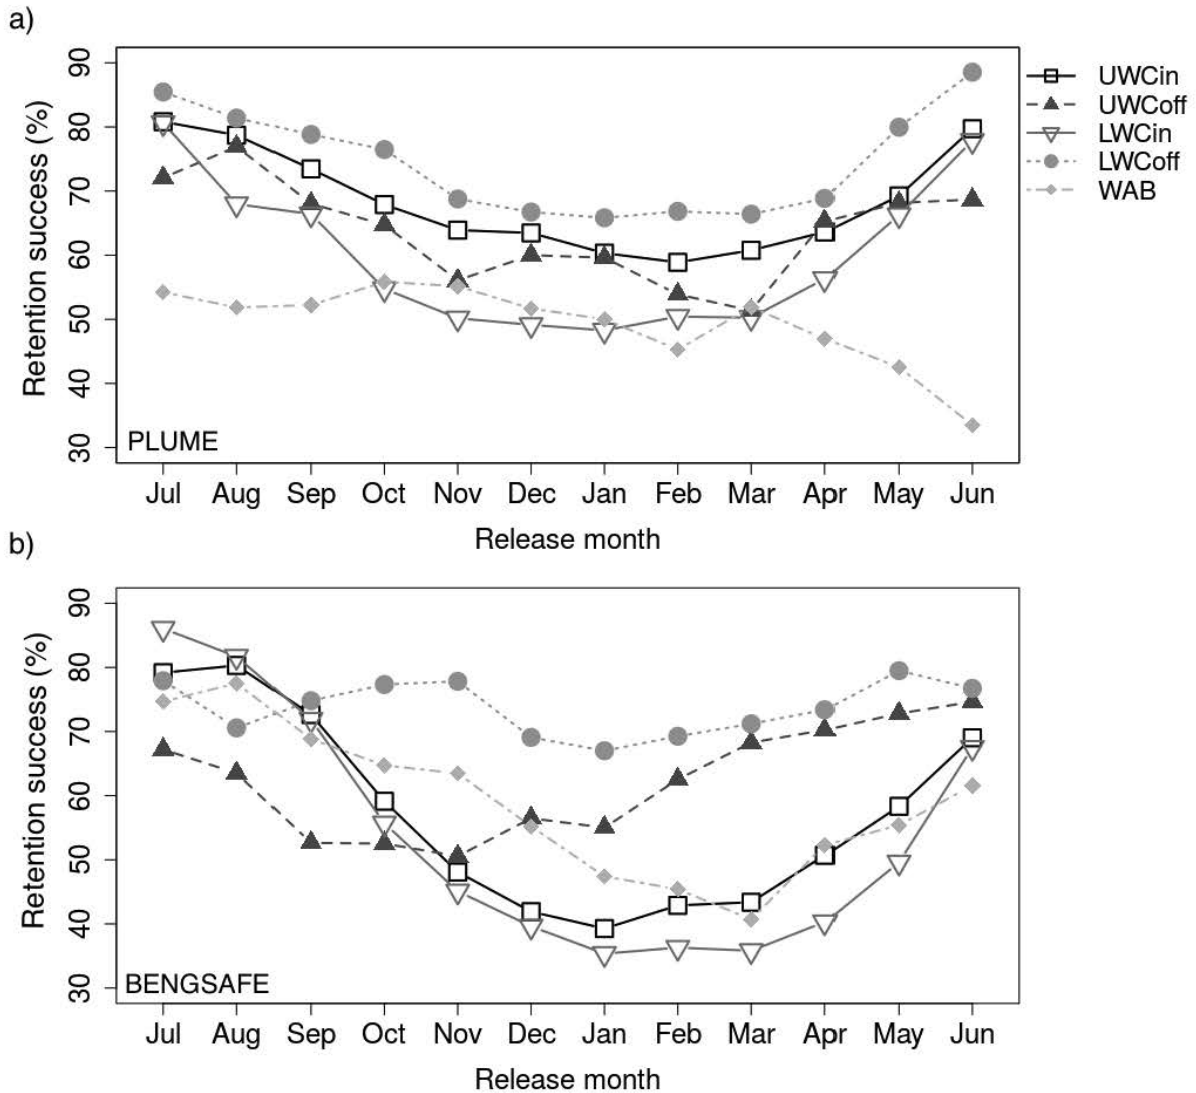 a)
Retention success (%)
90
80
70
60
50
40
30
PLUME
Jul Aug Sep Oct Nov Dec Jan Feb Mar Apr May Jun
Release month
UWCin
UWCoff
LWCin
LWCoff
WAB
b)
Retention success (%)
90
80
70
60
50
40
30
BENGSAFE
Jul Aug Sep Oct Nov Dec Jan Feb Mar Apr May Jun
Release month